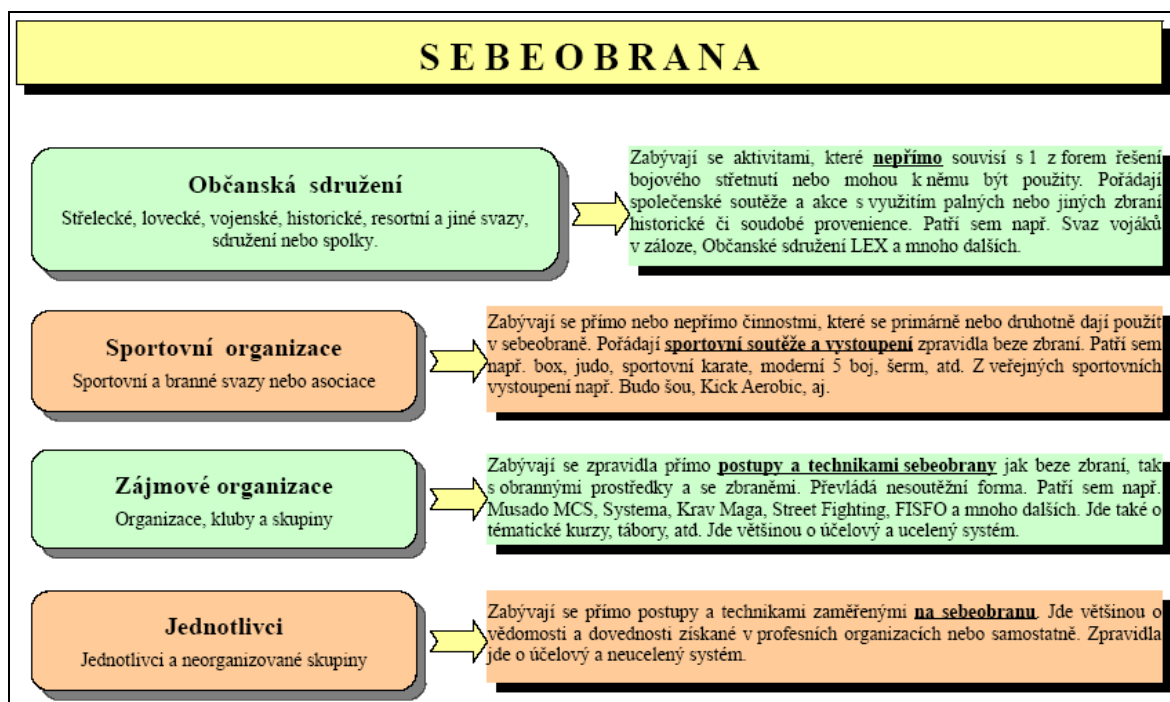 SEBEOBRANA
Občanská sdružení
Střelecké, lovecké, vojenské, historické, resortní a jiné svazy,
sdružení nebo spolky.
Zabývají se aktivitami, které nepřímo souvisí s 1 z forem řešení
bojového střetnutí nebo mohou k němu být použity. Pořádají
společenské soutěže a akce s využitím palných nebo jiných zbraní
historické či soudobé provenience. Patří sem např. Svaz vojáků
v záloze, Občanské sdružení LEX a mnoho dalších.
Sportovní organizace
Sportovní a branné svazy nebo asociace
Zabývají se přímo nebo nepřímo činnostmi, které se primárně nebo druhotně dají použít
v sebeobraně. Pořádají sportovní soutěže a vystoupení zpravidla beze zbraní. Patří sem
např. box, judo, sportovní karate, moderní 5 boj, šerm, atd. Z veřejných sportovních
vystoupení např. Budo šou, Kick Aerobic, aj.
Zájmové organizace
Organizace, kluby a skupiny
Zabývají se zpravidla přímo postupy a technikami sebeobrany jak beze zbraní, tak
s obrannými prostředky a se zbraněmi. Převládá nesoutěžní forma. Patří sem např.
Musado MCS, Systema, Krav Maga, Street Fighting, FISFO a mnoho dalších. Jde také o
tématické kurzy, tábory, atd. Jde většinou o účelový a ucelený systém.
Jednotlivci
Jednotlivci a neorganizované skupiny
Zabývají se přímo postupy a technikami zaměřenými na sebeobranu. Jde většinou o
vědomosti a dovednosti získané v profesních organizacích nebo samostatně. Zpravidla
jde o účelový a neucelený systém.